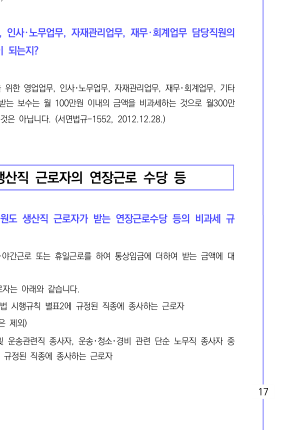 , 인사·노무업무, 자재관리업무, 재무·회계업무 담당직원의
되는지?
위한 영업업무, 인사·노무업무, 자재관리업무, 재무·회계업무, 기타
받는 보수는 월 100만원 이내의 금액을 비과세하는 것으로 월300만
것은 아닙니다. (서면법규-1552, 2012.12.28.)
생산직 근로자의 연장근로 수당 등
원도 생산직 근로자가 받는 연장근로수당 등의 비과세 규
·야간근로 또는 휴일근로를 하여 통상임금에 더하여 받는 금액에 대
로자는 아래와 같습니다.
법 시행규칙 별표2에 규정된 직종에 종사하는 근로자
은 제외)
및 운송관련직 종사자, 운송·청소·경비 관련 단순 노무직 종사자 중
규정된 직종에 종사하는 근로자
17